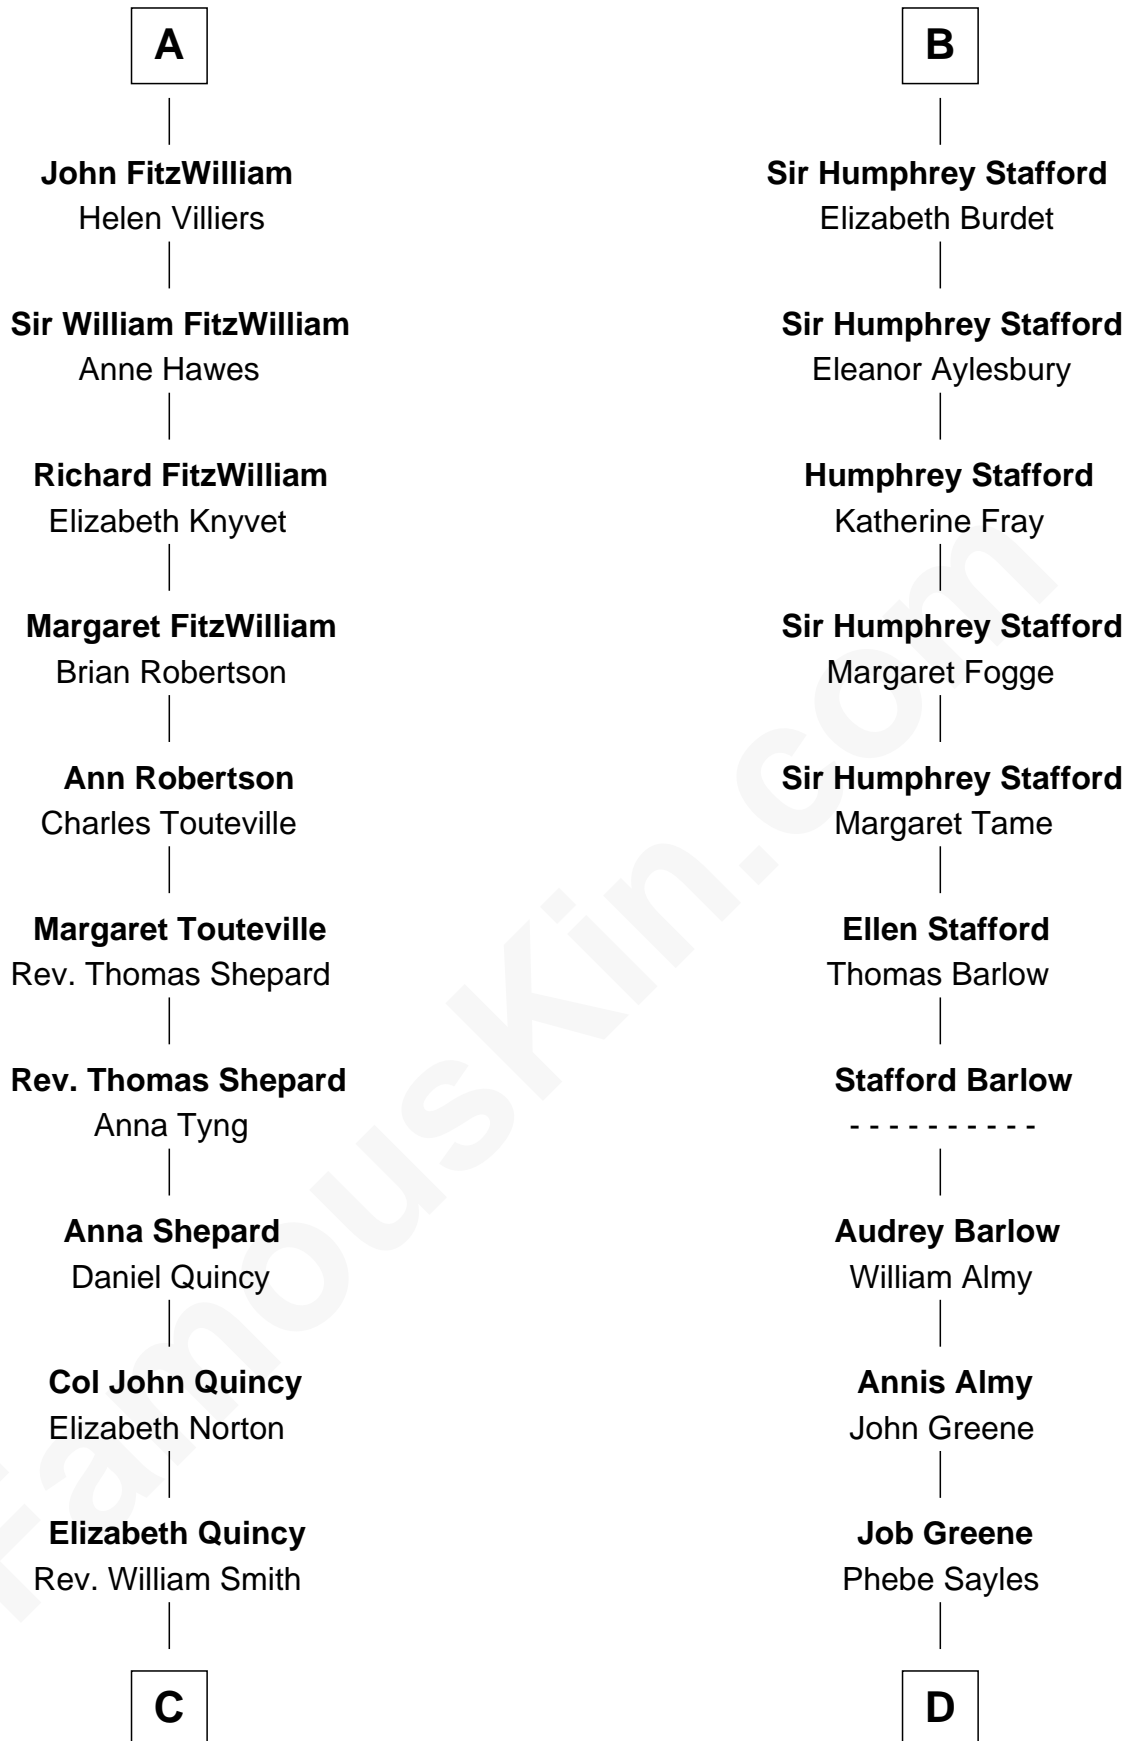 A
John FitzWilliam
Helen Villiers
Sir William FitzWilliam
Anne Hawes
Richard FitzWilliam
Elizabeth Knyvet
Margaret FitzWilliam
Brian Robertson
Ann Robertson
Charles Touteville
Margaret Touteville
Rev. Thomas Shepard
Rev. Thomas Shepard
Anna Tyng
Anna Shepard
Daniel Quincy
Col John Quincy
Elizabeth Norton
Elizabeth Quincy
Rev. William Smith
C
B
Sir Humphrey Stafford
Elizabeth Burdet
Sir Humphrey Stafford
Eleanor Aylesbury
Humphrey Stafford
Katherine Fray
Sir Humphrey Stafford
Margaret Fogge
Sir Humphrey Stafford
Margaret Tame
Ellen Stafford
Thomas Barlow
Stafford Barlow
- - - - - - - - - -
Audrey Barlow
William Almy
Annis Almy
John Greene
Job Greene
Phebe Sayles
D
FamousKin.com